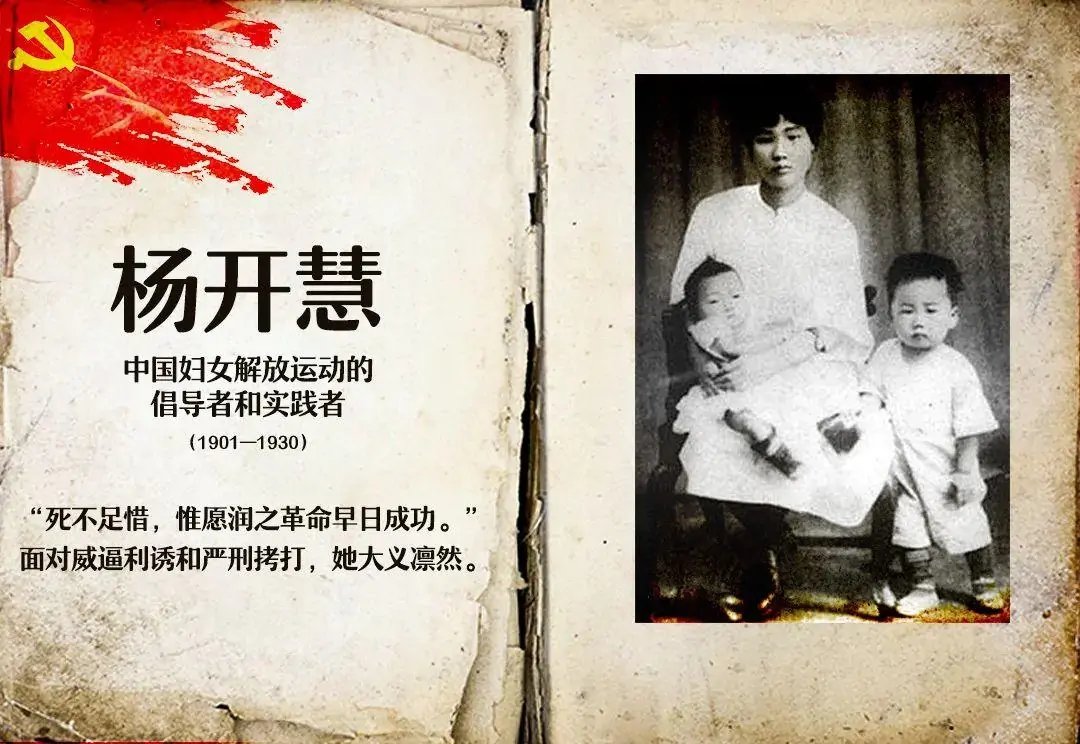 杨开慧
中国妇女解放运动的
倡导者和实践者
（1901—1930）
“死不足惜，惟愿润之革命早日成功。”
面对威逼利诱和严刑拷打，她大义凛然。